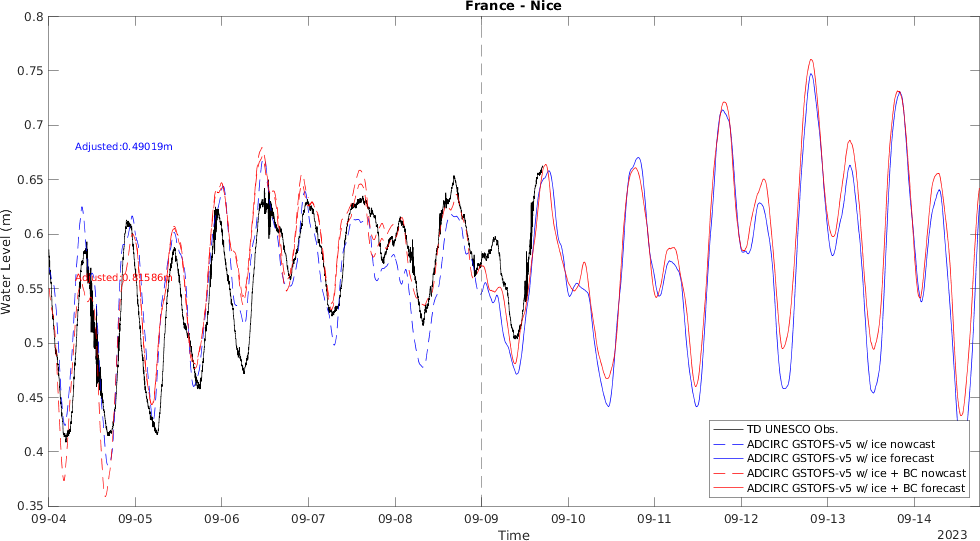 France - Nice
0.8
0.75
0.7
0.65
0.6
0.55
0.5
0.45
0.4
0.35
Water Level (m)
Adjusted:0.49019m
Adjusted:0.81586m
TD UNESCO Obs.
ADCIRC GSTOFS-v5 w/ ice nowcast
ADCIRC GSTOFS-v5 w/ ice forecast
ADCIRC GSTOFS-v5 w/ ice + BC nowcast
ADCIRC GSTOFS-v5 w/ ice + BC forecast
09-04 09-05 09-06 09-07 09-08 09-09 09-10 09-11 09-12 09-13 09-14
Time
2023